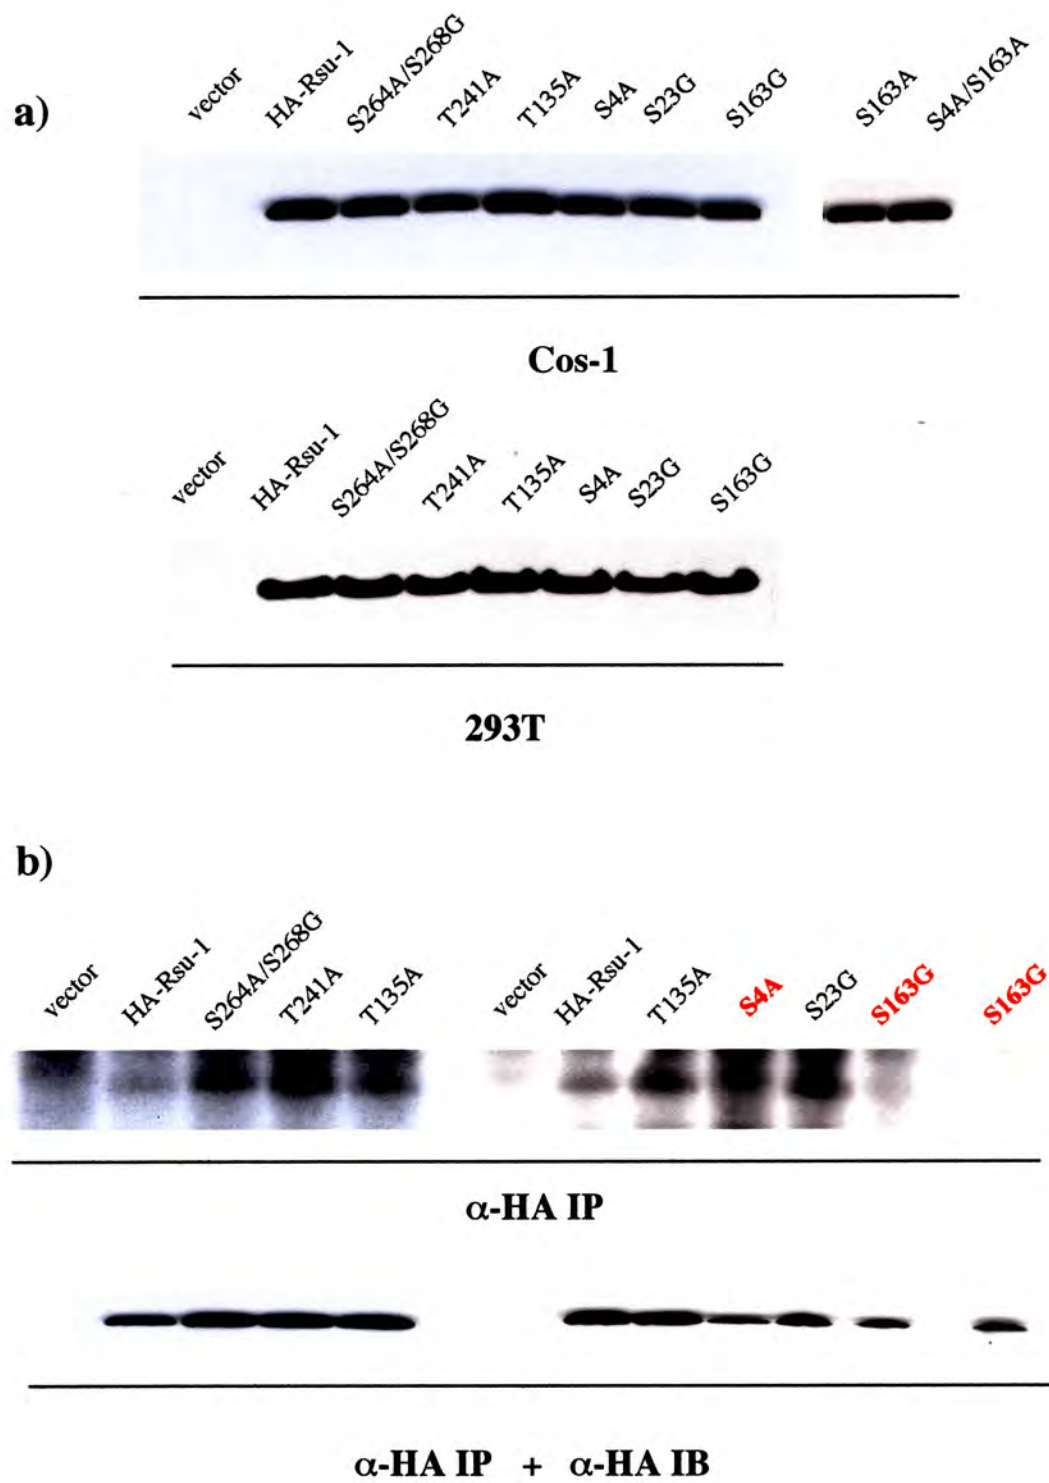 a)
vector HA-Rsu-1 S264A/S268G T241A T135A S4A S23G S163G S163A S4A/S163A
Cos-1
vector HA-Rsu-1 S264A/S268G T241A T135A S4A S23G S163G
293T
b)
vector HA-Rsu-1 S264A/S268G T241A T135A vector HA-Rsu-1 T135A S4A S23G S163G S163G
α-HA IP
α-HA IP + α-HA IB